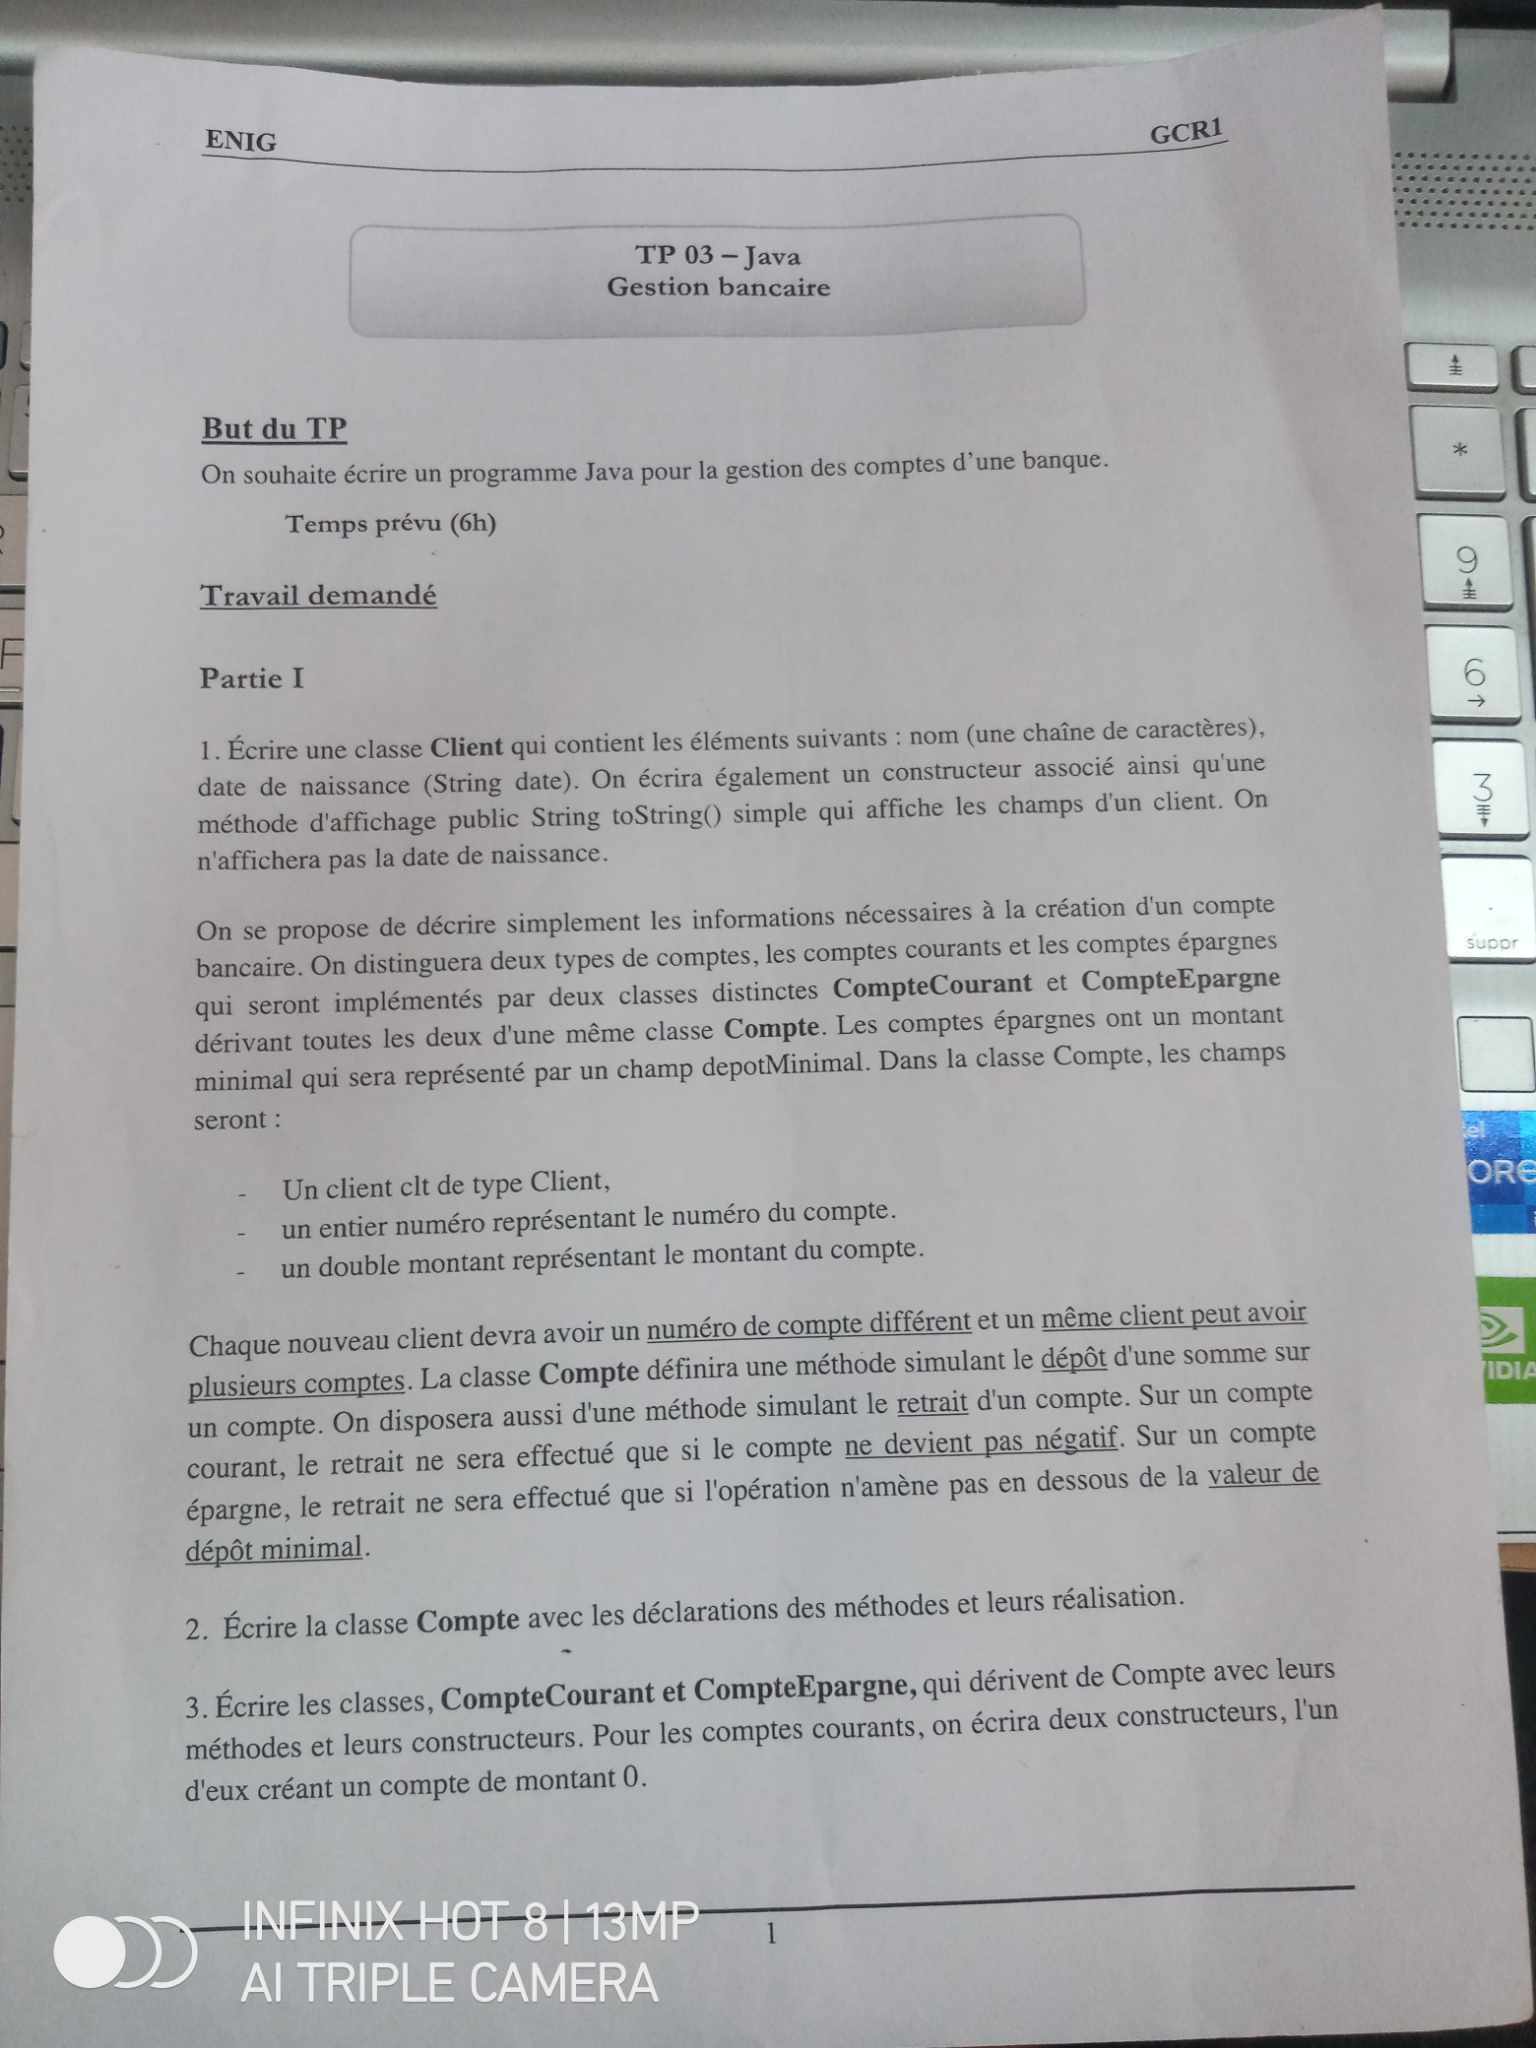 ENIG GCR1
TP 03 – Java
Gestion bancaire
But du TP
On souhaite écrire un programme Java pour la gestion des comptes d'une banque.
Temps prévu (6h)
Travail demandé
Partie I
1. Écrire une classe Client qui contient les éléments suivants : nom (une chaîne de caractères),
date de naissance (String date). On écrira également un constructeur associé ainsi qu'une
méthode d'affichage public String toString() simple qui affiche les champs d'un client. On
n'affichera pas la date de naissance.
On se propose de décrire simplement les informations nécessaires à la création d'un compte
bancaire. On distinguera deux types de comptes, les comptes courants et les comptes épargnes
qui seront implémentés par deux classes distinctes CompteCourant et CompteEpargne
dérivant toutes les deux d'une même classe Compte. Les comptes épargnes ont un montant
minimal qui sera représenté par un champ depotMinimal. Dans la classe Compte, les champs
seront :
- Un client clt de type Client,
- un entier numéro représentant le numéro du compte.
- un double montant représentant le montant du compte.
Chaque nouveau client devra avoir un numéro de compte différent et un même client peut avoir
plusieurs comptes. La classe Compte définira une méthode simulant le dépôt d'une somme sur
un compte. On disposera aussi d'une méthode simulant le retrait d'un compte. Sur un compte
courant, le retrait ne sera effectué que si le compte ne devient pas négatif. Sur un compte
épargne, le retrait ne sera effectué que si l'opération n'amène pas en dessous de la valeur de
dépôt minimal.
2. Écrire la classe Compte avec les déclarations des méthodes et leurs réalisation.
3. Écrire les classes, CompteCourant et CompteEpargne, qui dérivent de Compte avec leurs
méthodes et leurs constructeurs. Pour les comptes courants, on écrira deux constructeurs, l'un
d'eux créant un compte de montant 0.
1
INFINIX HOT 8 | 13MP
AI TRIPLE CAMERA
*
9
6
3
.
suppr